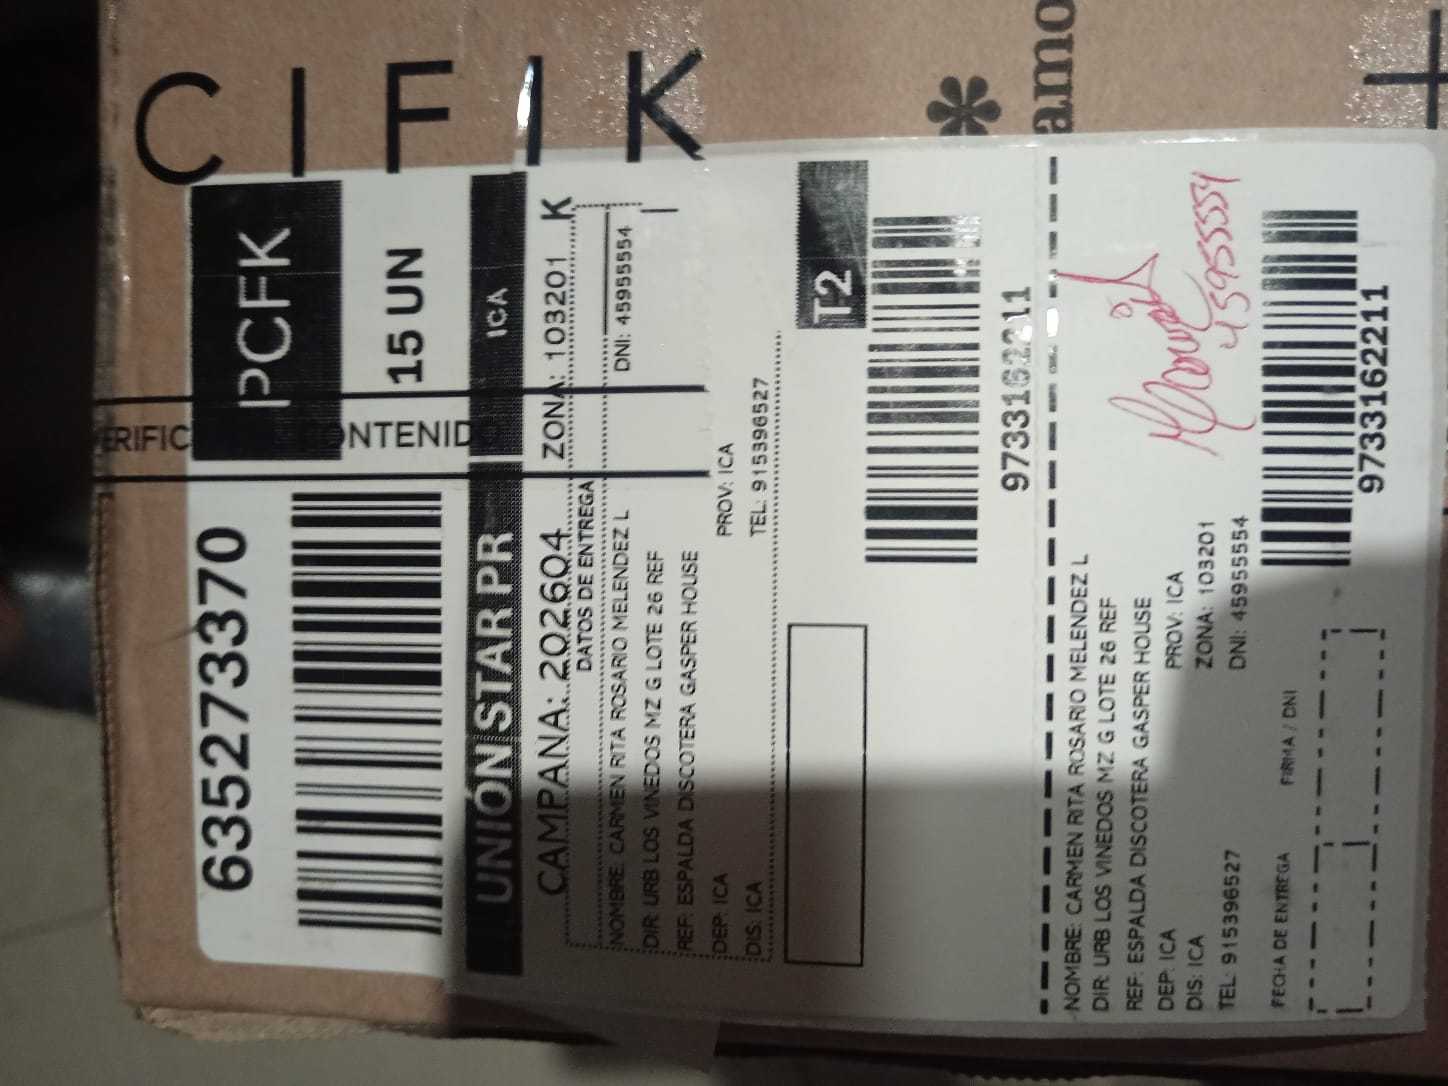 CIFIK
amo
PCFK
15 UN
VERIFIC
ONTENID
6352733370
UNIÓN STAR PR
ICA
CAMPAÑA: 202604
ZONA: 103201 K
DATOS DE ENTREGA
NOMBRE: CARMEN RITA ROSARIO MELENDEZ L
DNI: 45955554
DIR: URB LOS VINEDOS MZ G LOTE 26 REF
REF: ESPALDA DISCOTERA GASPER HOUSE
DEP: ICA
PROV: ICA
DIS: ICA
TEL: 915396527
T2
9733162211
NOMBRE: CARMEN RITA ROSARIO MELENDEZ L
DIR: URB LOS VINEDOS MZ G LOTE 26 REF
REF: ESPALDA DISCOTERA GASPER HOUSE
DEP: ICA
PROV: ICA
DIS: ICA
ZONA: 103201
TEL: 915396527
DNI: 45955554
45955554
FECHA DE ENTREGA
FIRMA / DNI
9733162211